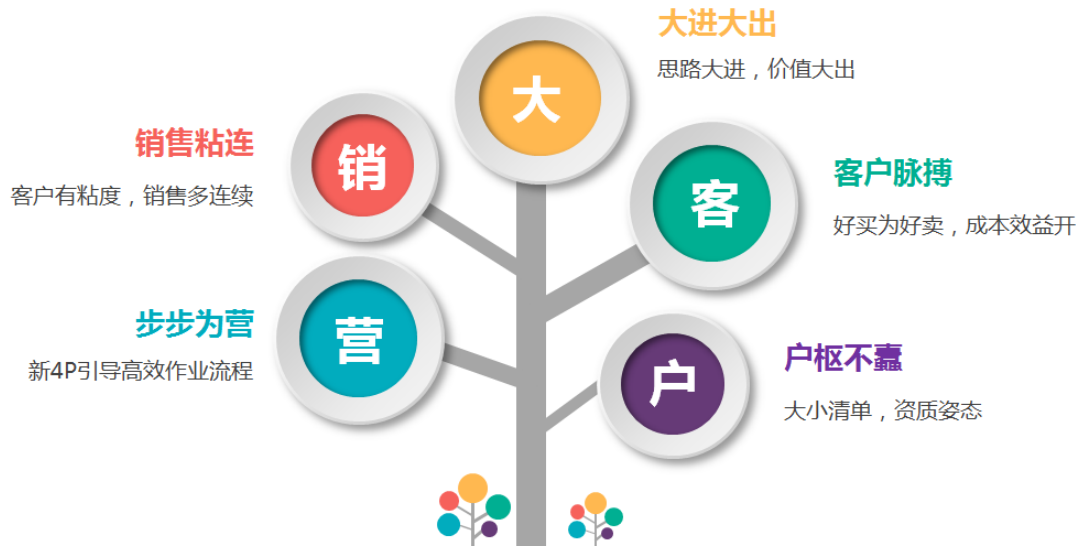 大
大进大出
思路大进，价值大出
客
客户脉搏
好买为好卖，成本效益开
户
户枢不蠹
大小清单，资质姿态
销
销售粘连
客户有粘度，销售多连续
营
步步为营
新4P引导高效作业流程